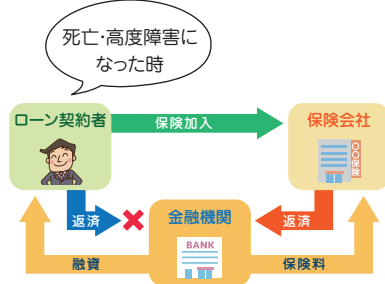 死亡・高度障害に
なった時
ローン契約者
保険加入
保険会社
〇〇保険
返済
金融機関
返済
BANK
融資
保険料